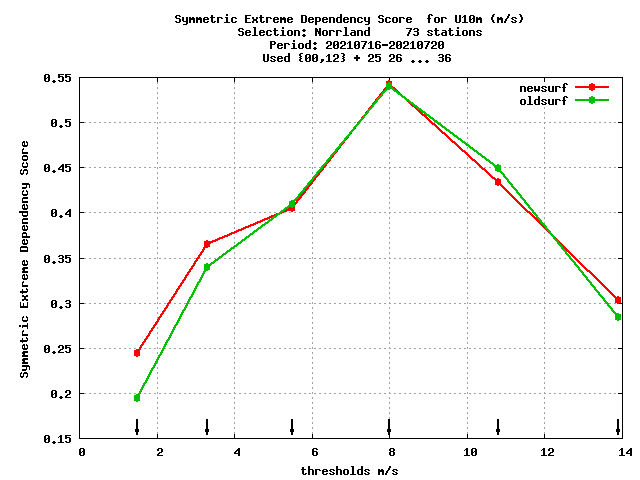 Symmetric Extreme Dependency Score  for U10m (m/s)
Selection: Norrland     73 stations
Period: 20210716-20210720
Used {00,12} + 25 26 ... 36
newsurf
oldsurf
Symmetric Extreme Dependency Score
0.55
0.5
0.45
0.4
0.35
0.3
0.25
0.2
0.15
0 2 4 6 8 10 12 14
thresholds m/s